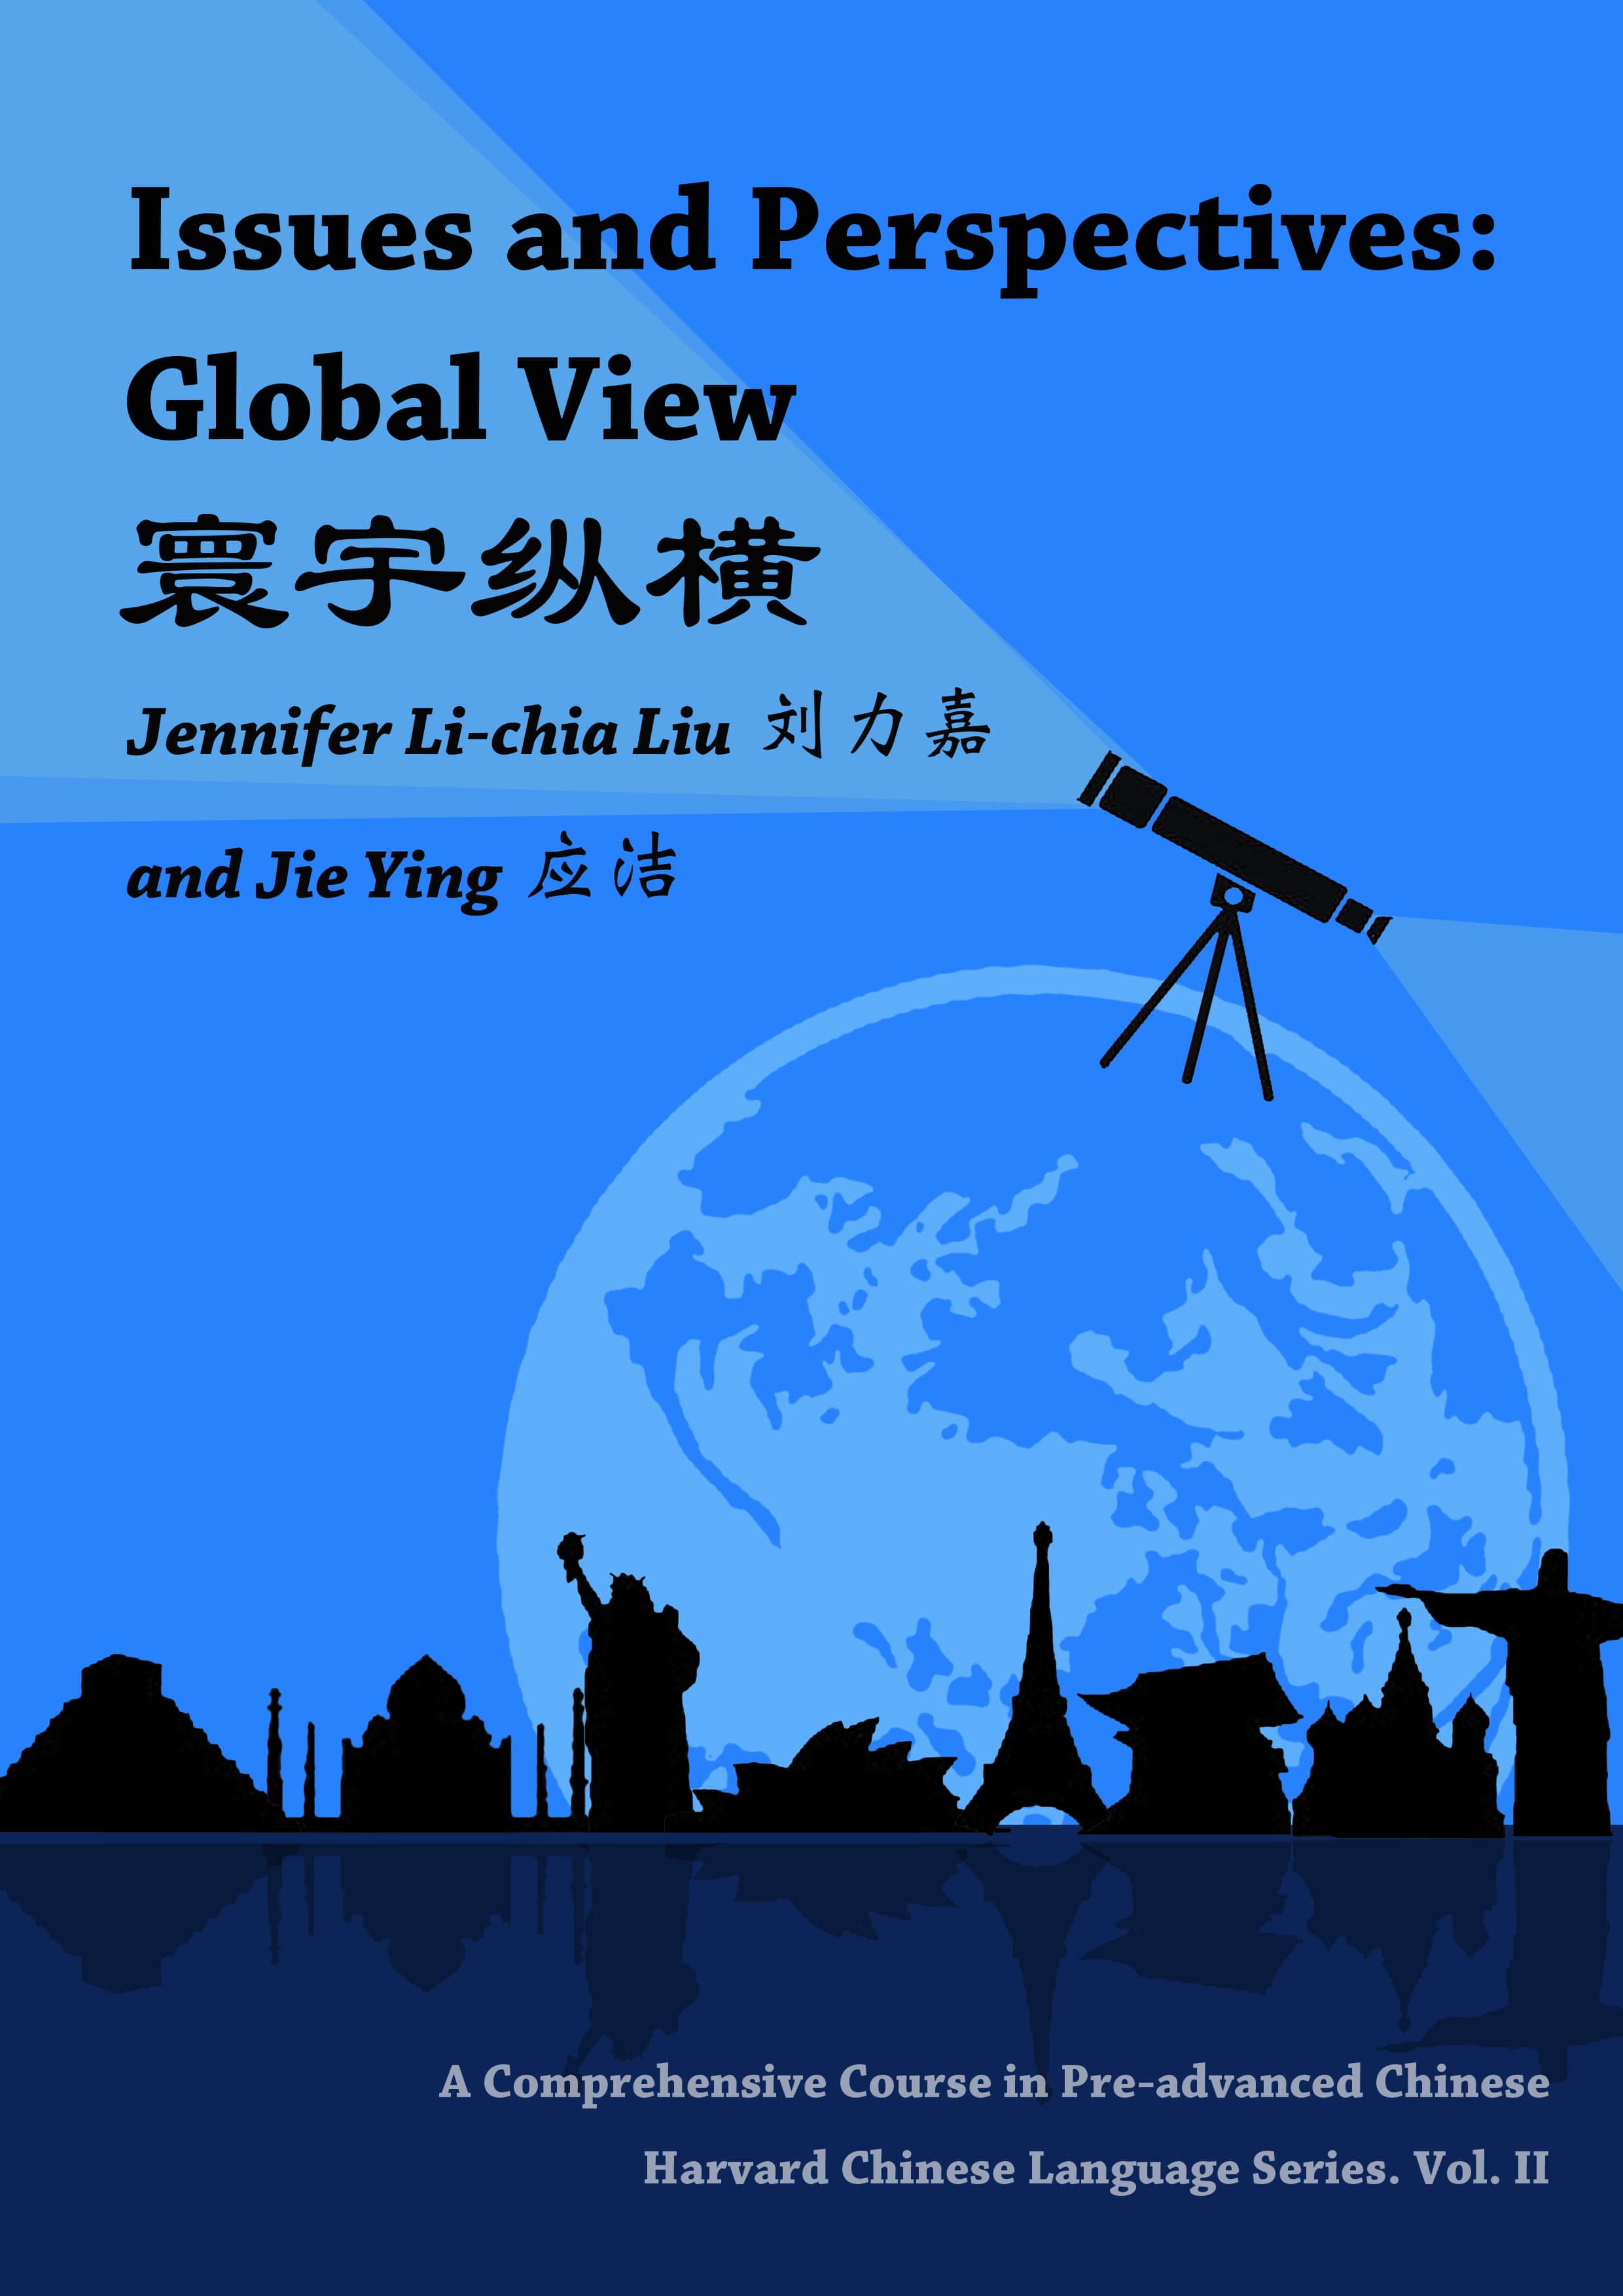 Issues and Perspectives:
Global View
寰宇纵横
Jennifer Li-chia Liu 刘力嘉
and Jie Ying 应洁
A Comprehensive Course in Pre-advanced Chinese
Harvard Chinese Language Series. Vol. II